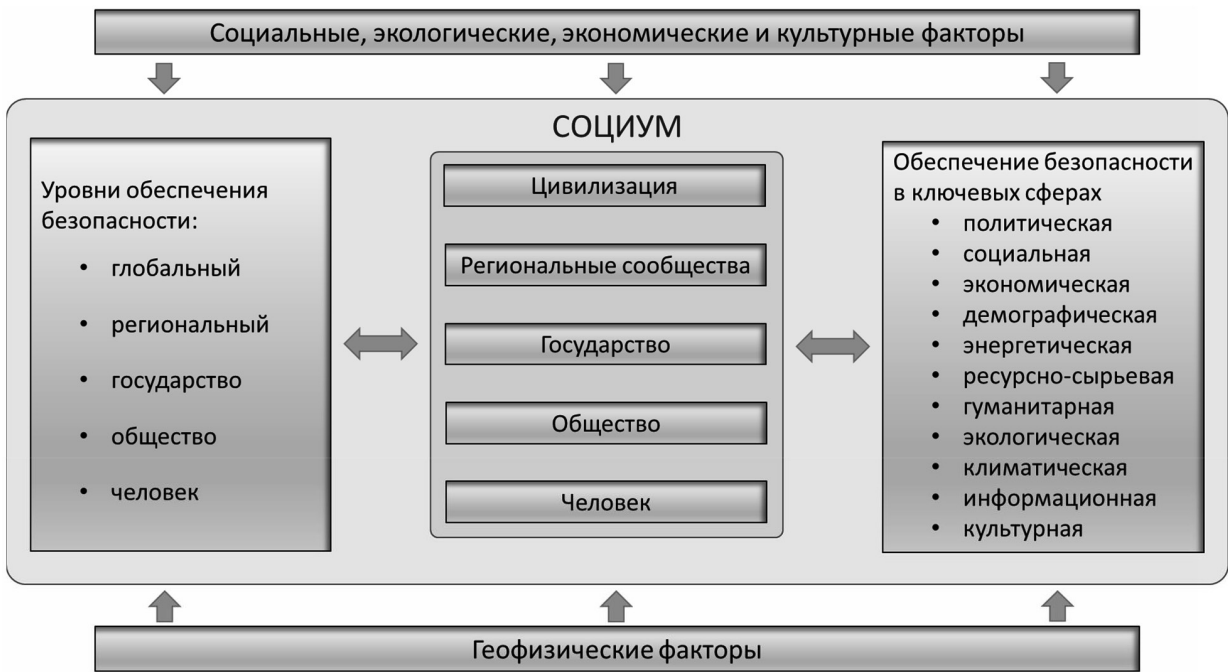 Социальные, экологические, экономические и культурные факторы
СОЦИУМ
Уровни обеспечения
безопасности:
• глобальный
• региональный
• государство
• общество
• человек
Цивилизация
Региональные сообщества
Государство
Общество
Человек
Обеспечение безопасности
в ключевых сферах
• политическая
• социальная
• экономическая
• демографическая
• энергетическая
• ресурсно-сырьевая
• гуманитарная
• экологическая
• климатическая
• информационная
• культурная
Геофизические факторы